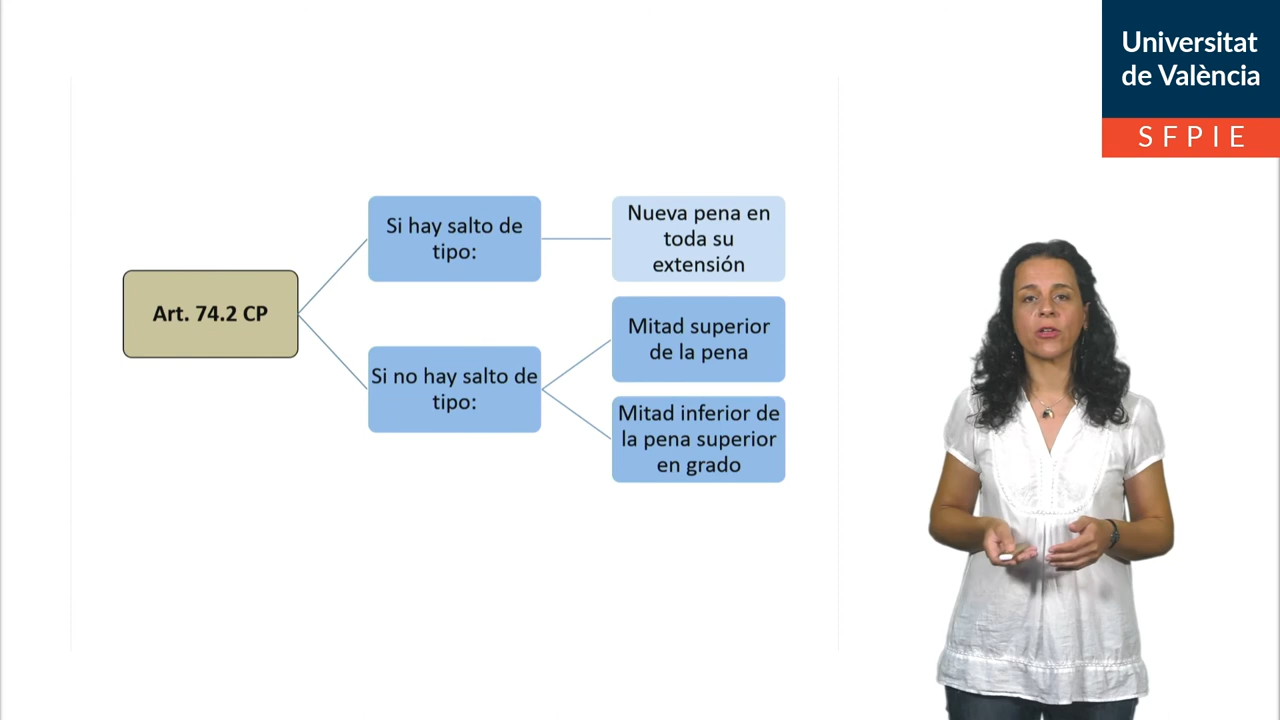 Universitat
de València
SFPIE
Art. 74.2 CP
Si hay salto de
tipo:
Nueva pena en
toda su
extensión
Si no hay salto de
tipo:
Mitad superior
de la pena
Mitad inferior de
la pena superior
en grado